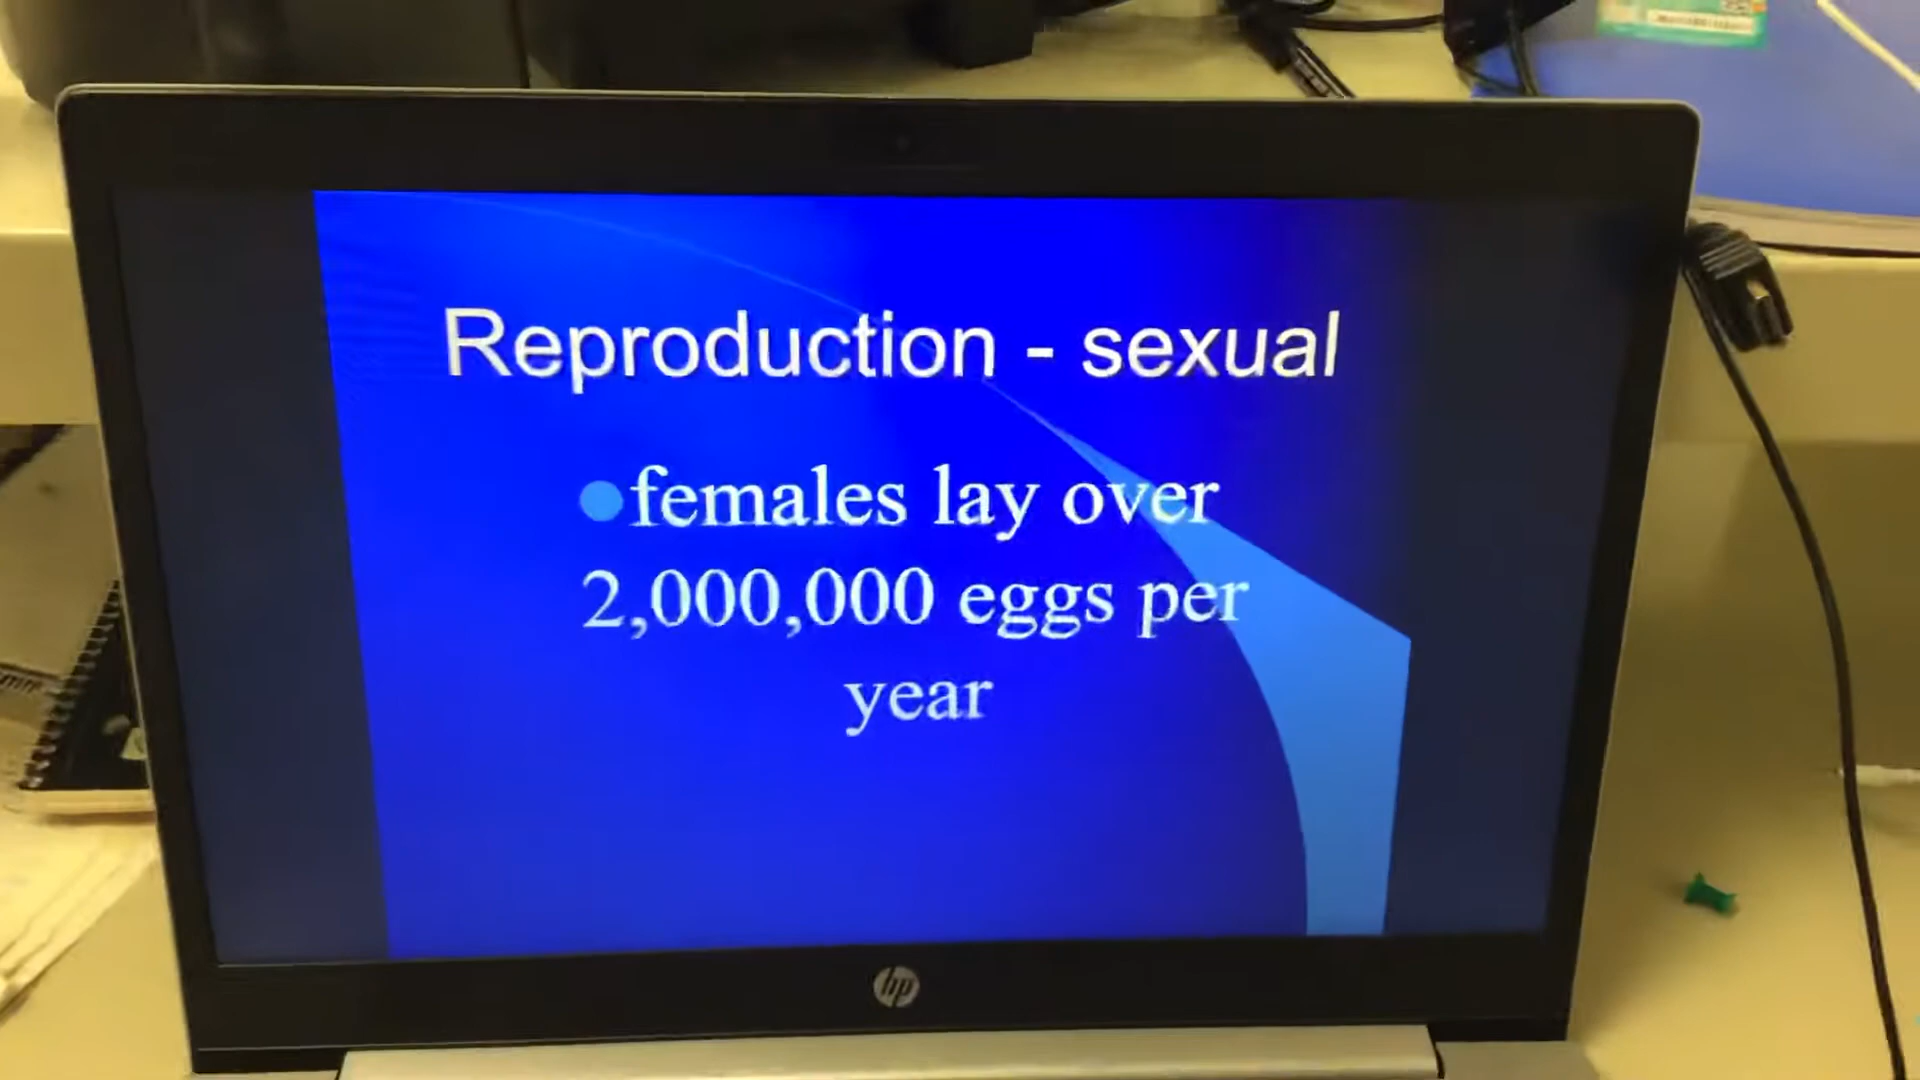 Reproduction - sexual
females lay over
2,000,000 eggs per
year
hp